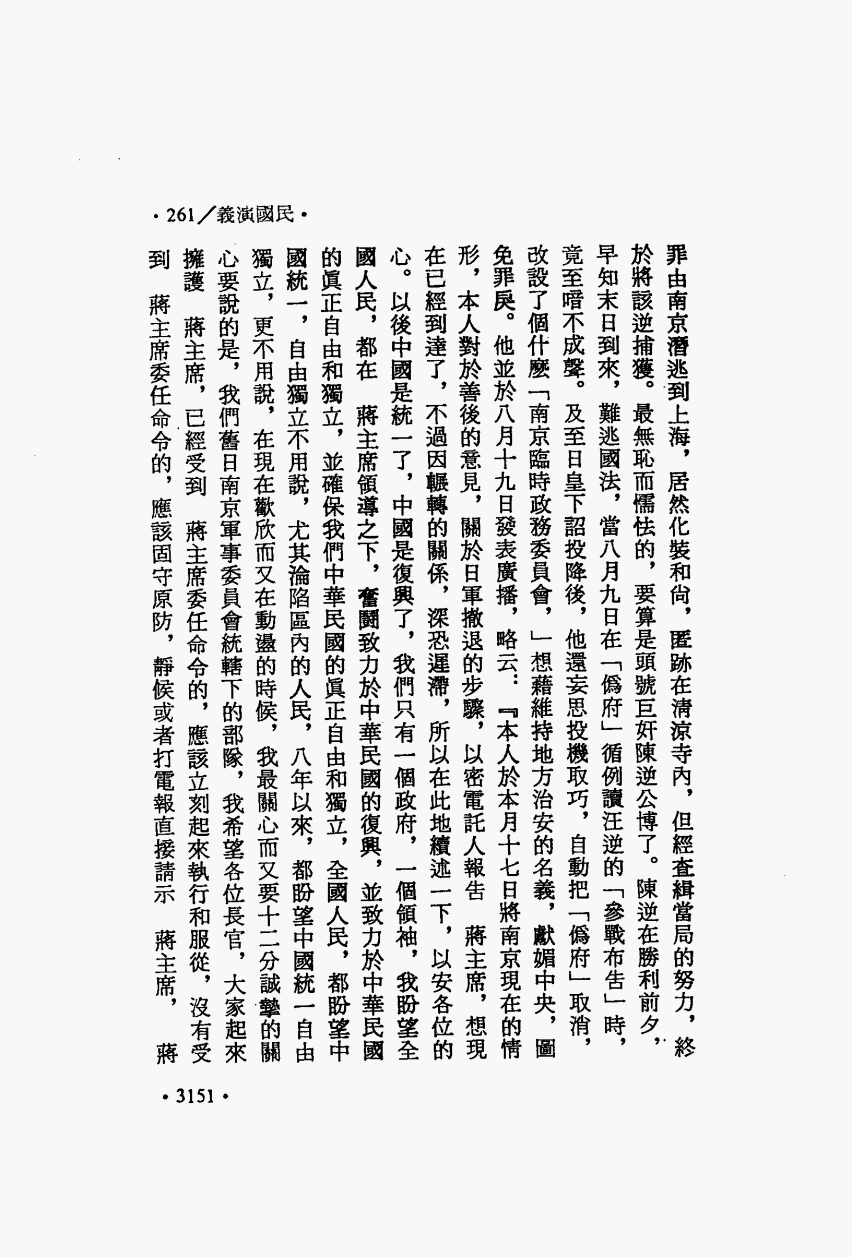 •261／義演國民•
罪由南京潛逃到上海，居然化裝和尙，匿跡在清涼寺內，但經查緝當局的努力，終
於將該逆捕獲。最無恥而懦怯的，要算是頭號巨奸陳逆公博了。陳逆在勝利前夕，
早知末日到來，難逃國法，當八月九日在「僞府」循例讀汪逆的「參戰布吿」時，
竟至喑不成聲。及至日皇下詔投降後，他還妄思投機取巧，自動把「僞府」取消，
改設了個什麽「南京臨時政務委員會，」想藉維持地方治安的名義，獻媚中央，圖
免罪戾。他並於八月十九日發表廣播，略云：『本人於本月十七日將南京現在的情
形，本人對於善後的意見，關於日軍撤退的步驟，以密電託人報吿　蔣主席，想現
在已經到達了，不過因輾轉的關係，深恐遲滯，所以在此地續述一下，以安各位的
心。以後中國是統一了，中國是復興了，我們只有一個政府，一個領袖，我盼望全
國人民，都在　蔣主席領導之下，奮鬪致力於中華民國的復興，並致力於中華民國
的眞正自由和獨立，並確保我們中華民國的眞正自由和獨立，全國人民，都盼望中
國統一，自由獨立不用說，尤其淪陷區內的人民，八年以來，都盼望中國統一自由
獨立，更不用說，在現在歡欣而又在動盪的時候，我最關心而又要十二分誠摯的關
心要說的是，我們舊日南京軍事委員會統轄下的部隊，我希望各位長官，大家起來
擁護　蔣主席，已經受到　蔣主席委任命令的，應該立刻起來執行和服從，沒有受
到　蔣主席委任命令的，應該固守原防，靜候或者打電報直接請示　蔣主席，　蔣
•3151•